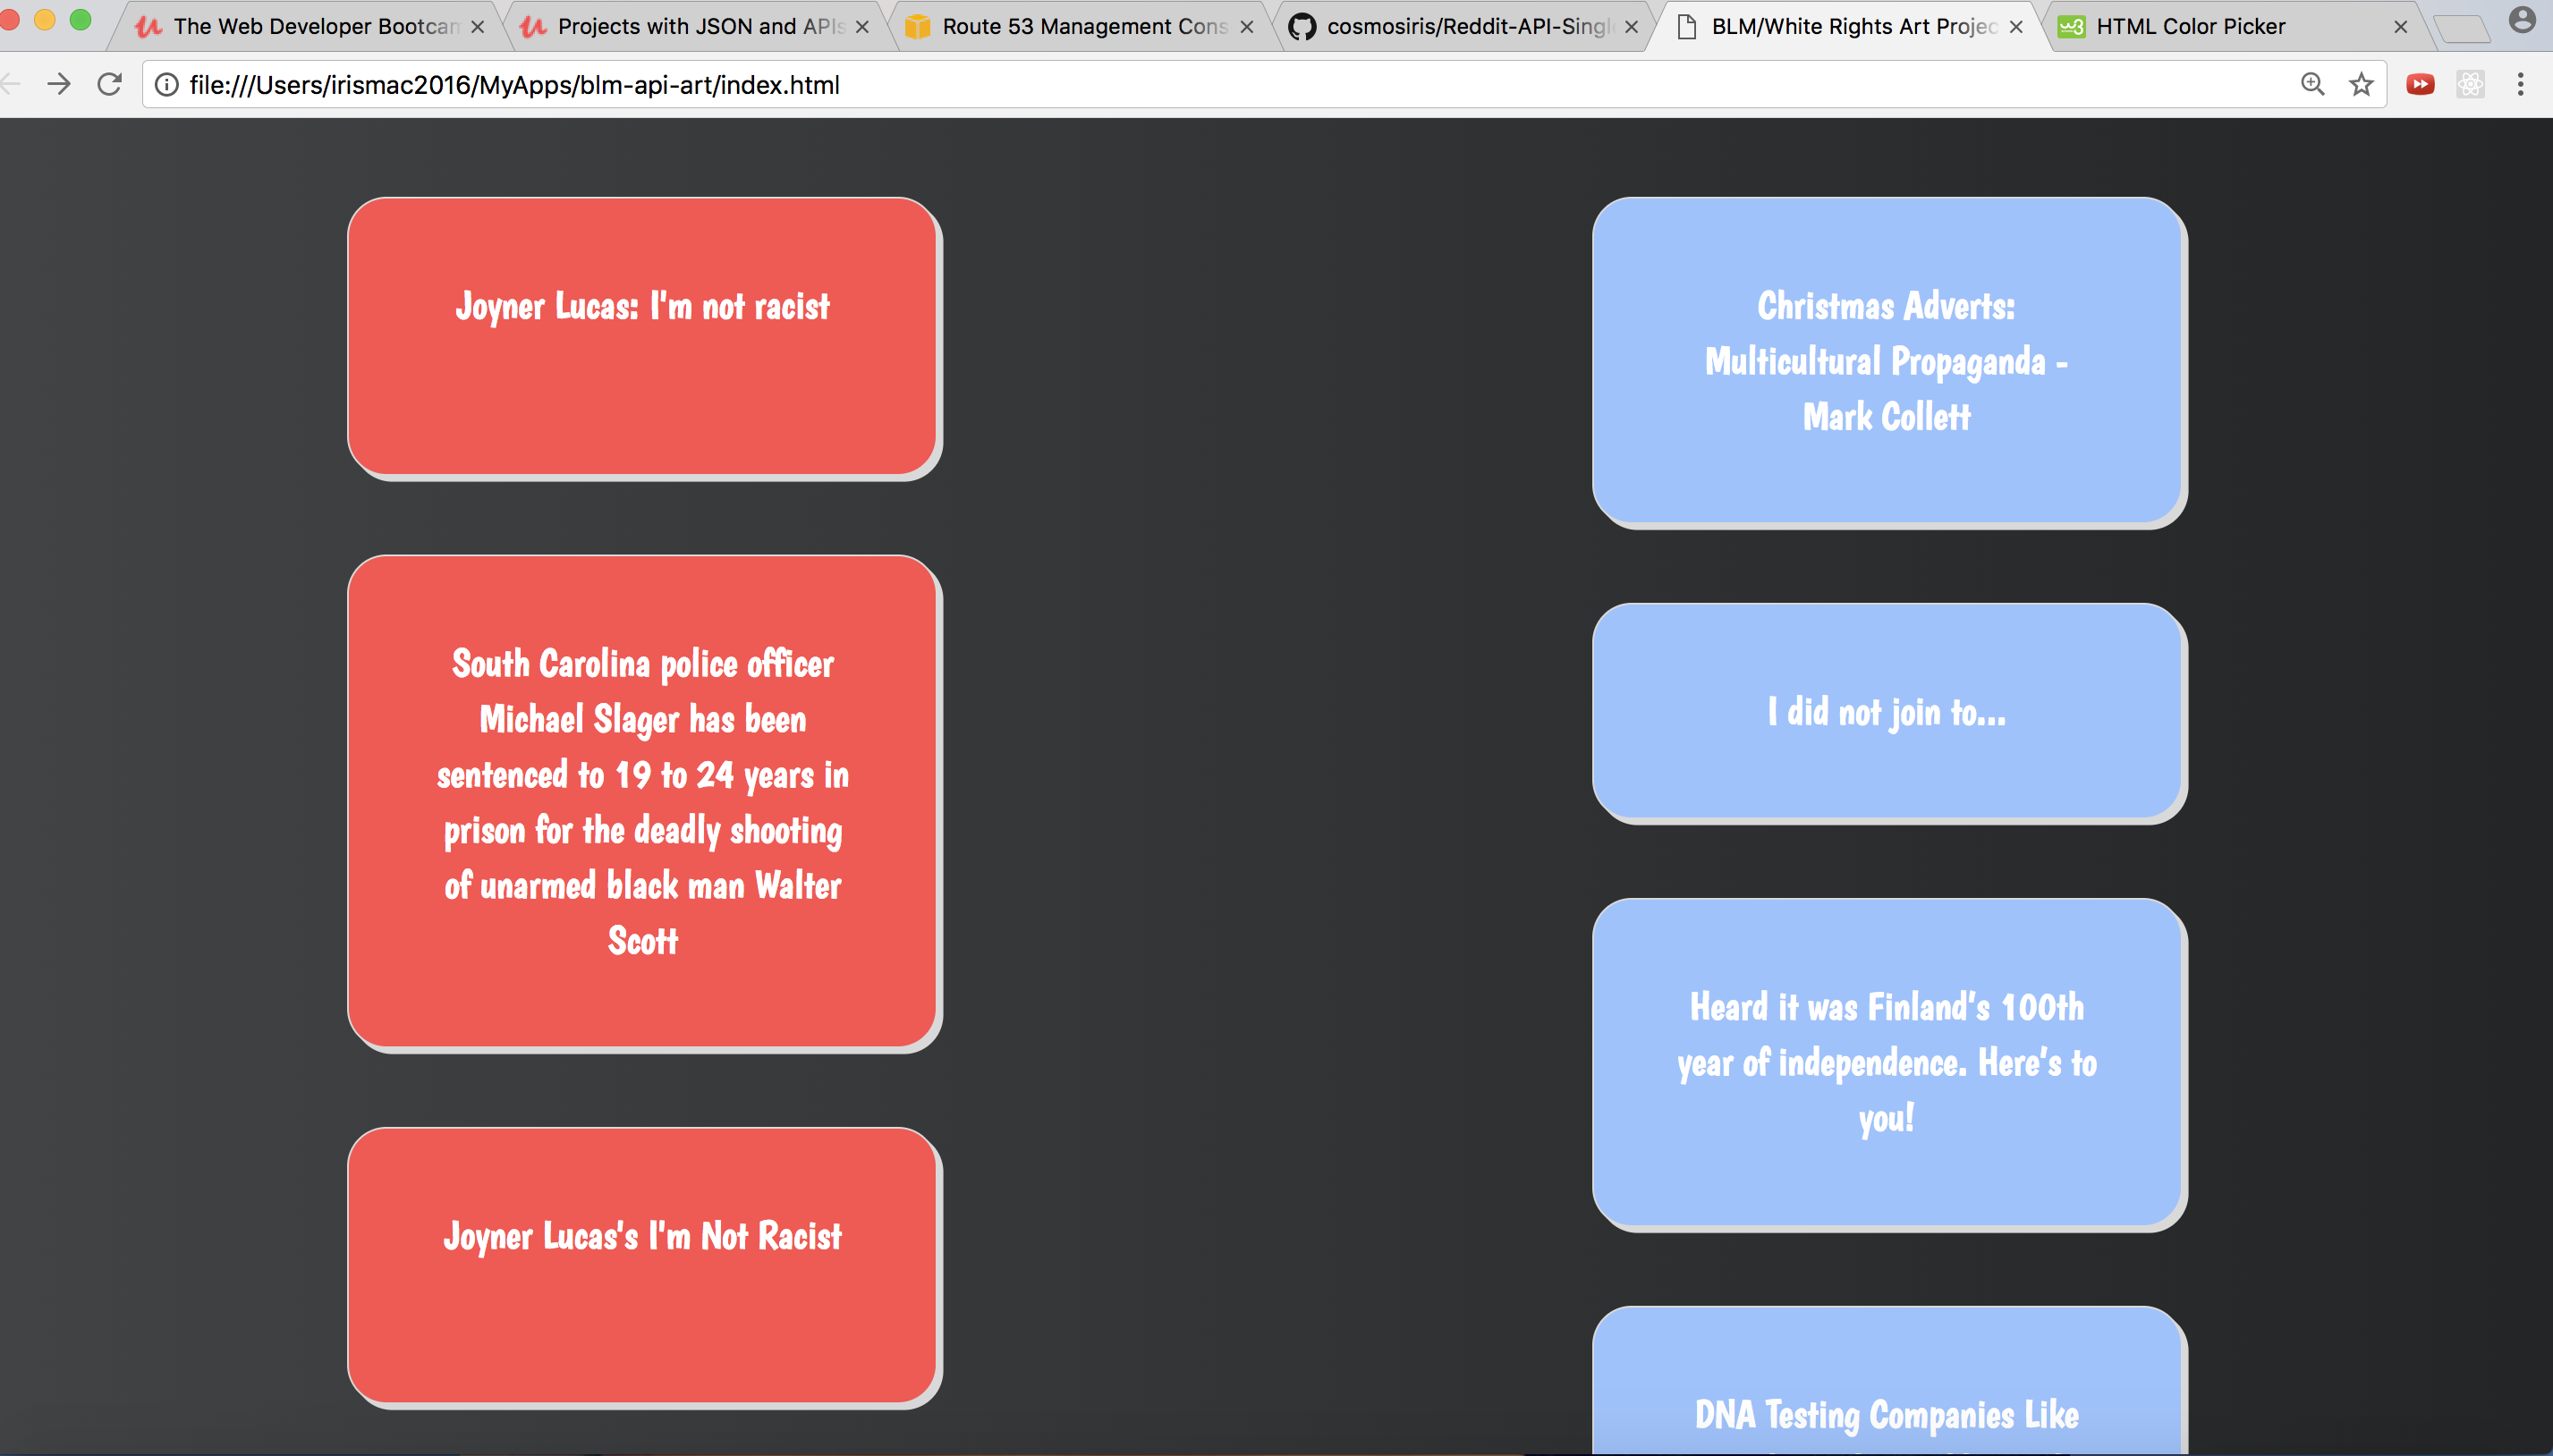 The Web Developer Bootcam
Projects with JSON and APIs
Route 53 Management Cons
cosmosiris/Reddit-API-Singl
BLM/White Rights Art Projec
HTML Color Picker
file:///Users/irismac2016/MyApps/blm-api-art/index.html
Joyner Lucas: I'm not racist
South Carolina police officer
Michael Slager has been
sentenced to 19 to 24 years in
prison for the deadly shooting
of unarmed black man Walter
Scott
Joyner Lucas's I'm Not Racist
Christmas Adverts:
Multicultural Propaganda -
Mark Collett
I did not join to...
Heard it was Finland's 100th
year of independence. Here's to
you!
DNA Testing Companies Like